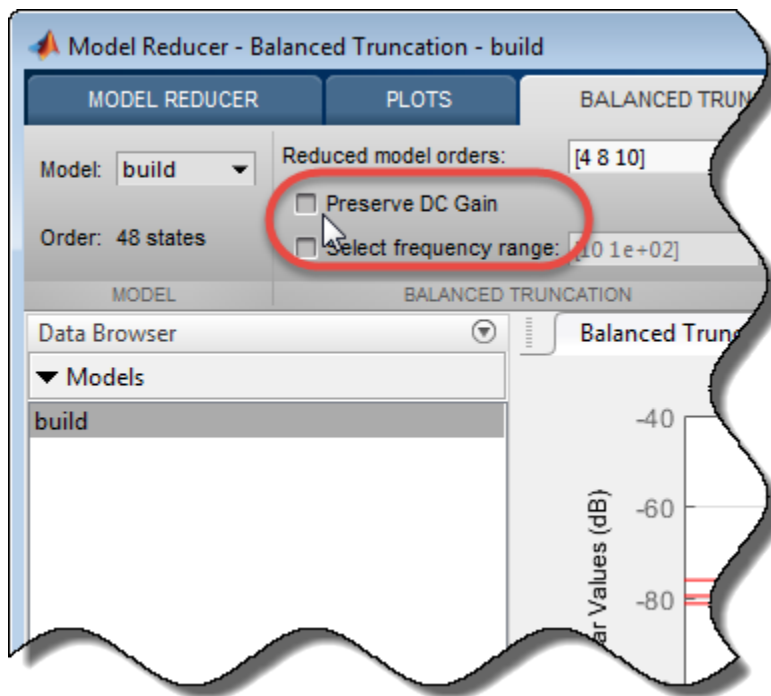 Model Reducer - Balanced Truncation - build
MODEL REDUCER PLOTS BALANCED
Model: build Reduced model orders: [4 8 10]
Preserve DC Gain
Order: 48 states Select frequency range: [10 1e+02]
MODEL BALANCED TRUNCATION
Data Browser Balanced
Models
build
-40
-60
-80
Values (dB)